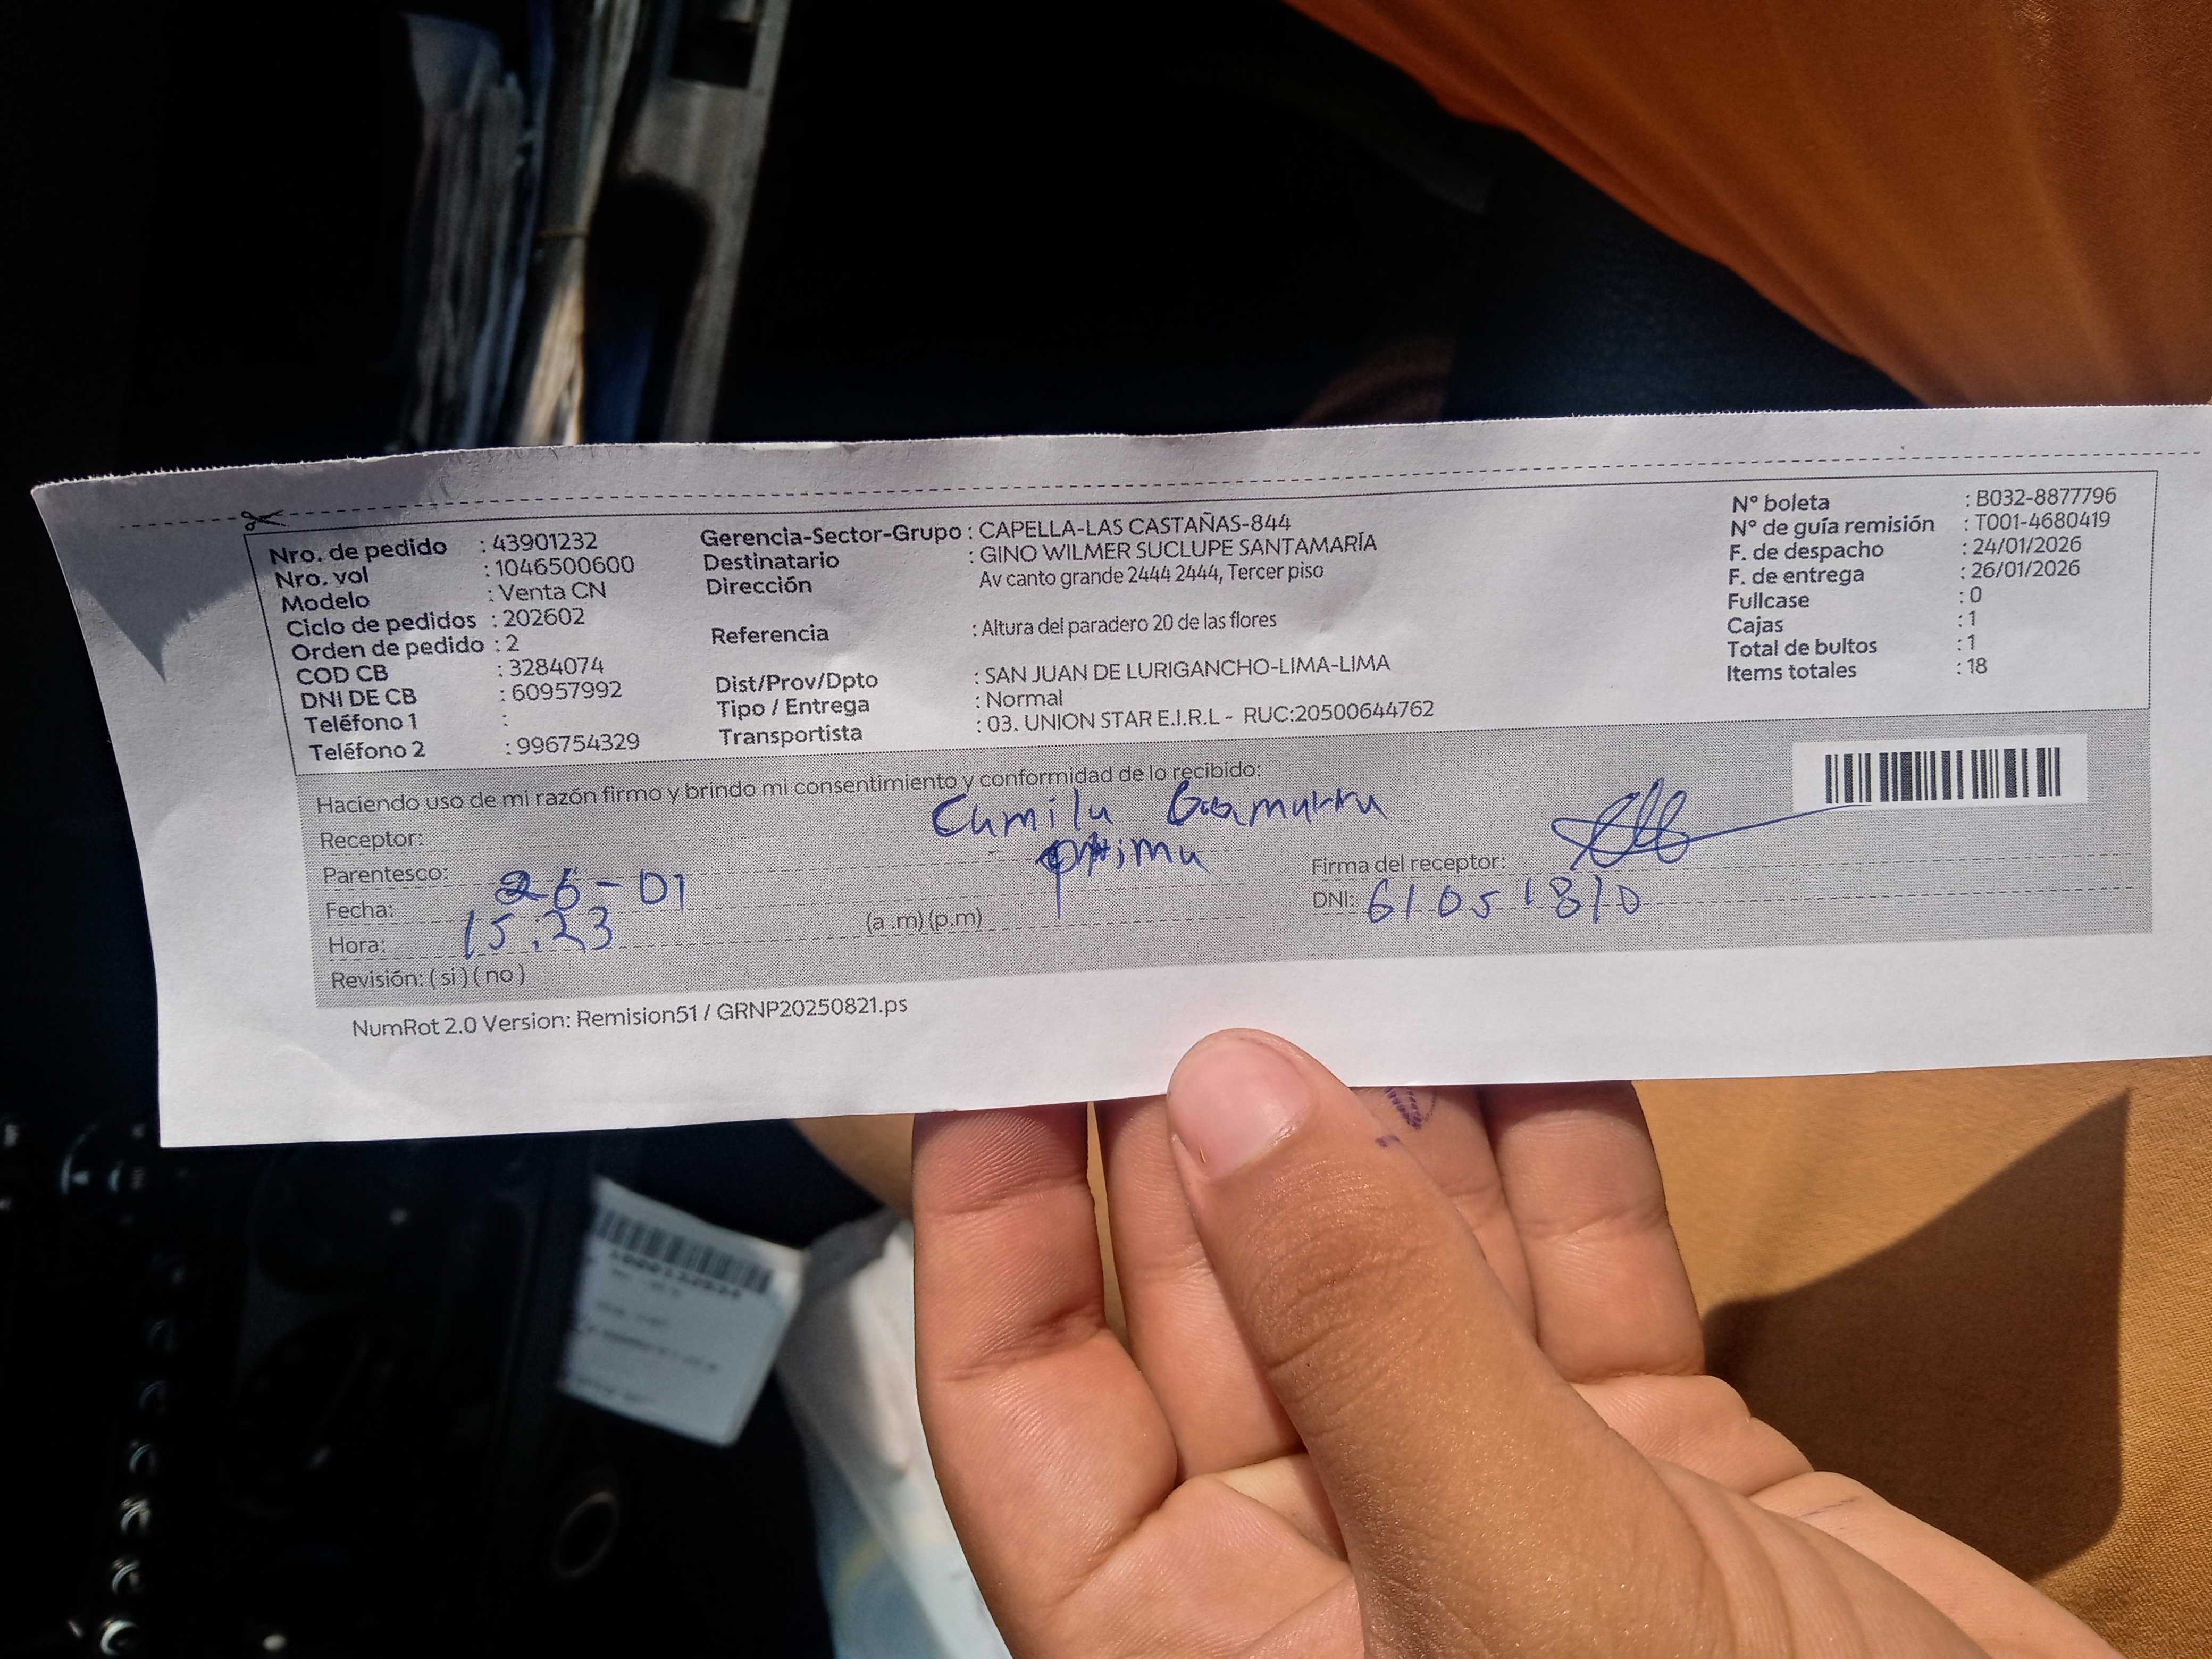 Nro. de pedido : 43901232
Nro. vol : 1046500600
Modelo : Venta CN
Ciclo de pedidos : 202602
Orden de pedido : 2
COD CB : 3284074
DNI DE CB : 60957992
Teléfono 1 :
Teléfono 2 : 996754329
Gerencia-Sector-Grupo : CAPELLA-LAS CASTAÑAS-844
Destinatario : GINO WILMER SUCLUPE SANTAMARÍA
Dirección Av canto grande 2444 2444, Tercer piso
Referencia : Altura del paradero 20 de las flores
Dist/Prov/Dpto : SAN JUAN DE LURIGANCHO-LIMA-LIMA
Tipo / Entrega : Normal
Transportista : 03. UNION STAR E.I.R.L - RUC:20500644762
N° boleta : B032-8877796
N° de guía remisión : T001-4680419
F. de despacho : 24/01/2026
F. de entrega : 26/01/2026
Fullcase : 0
Cajas : 1
Total de bultos : 1
Items totales : 18
Haciendo uso de mi razón firmo y brindo mi consentimiento y conformidad de lo recibido:
Receptor: Camila Gamarra
Parentesco: prima
Firma del receptor:
Fecha: 26-01
DNI: 61051810
Hora: 15:23 (a .m) (p.m)
Revisión: ( si ) ( no )
NumRot 2.0 Version: Remision51 / GRNP20250821.ps